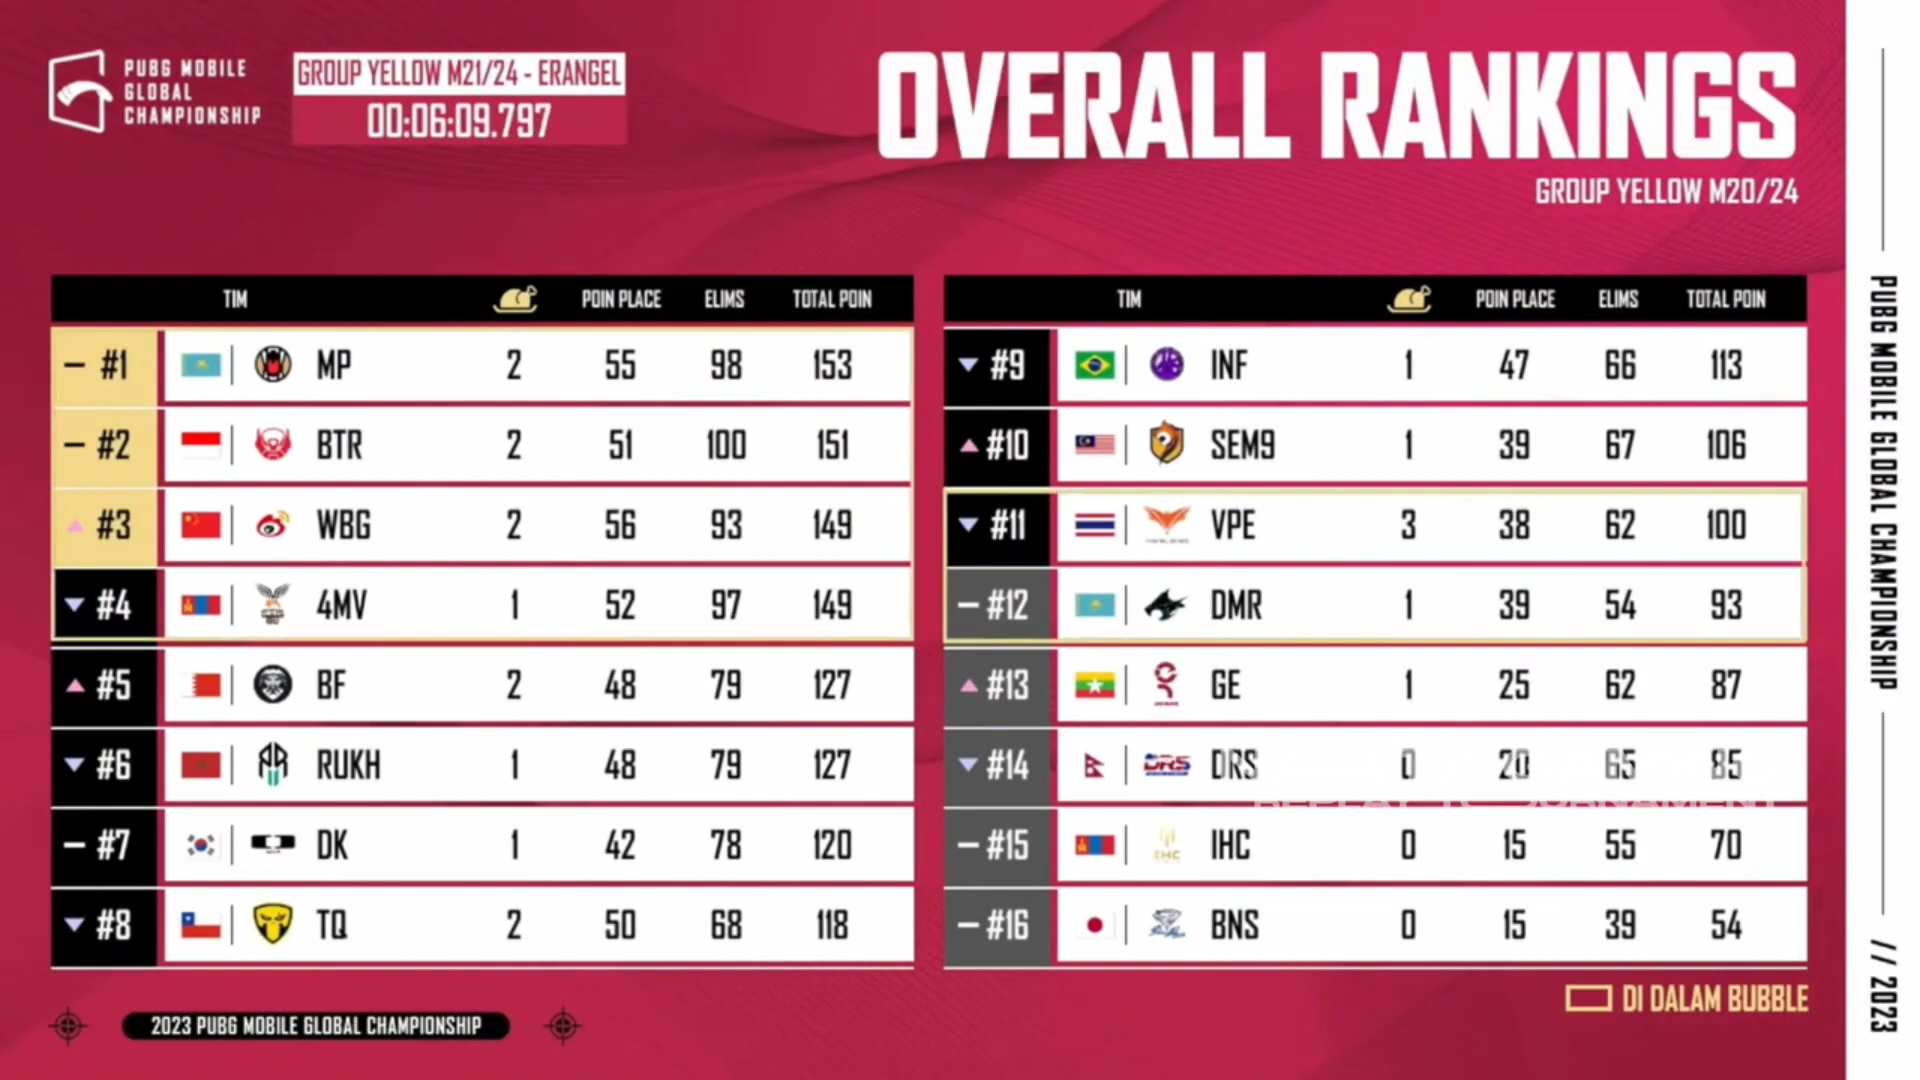 PUBG MOBILE
GLOBAL
CHAMPIONSHIP
GROUP YELLOW M21/24 - ERANGEL
00:06:09.797
OVERALL RANKINGS
GROUP YELLOW M20/24
TIM POIN PLACE ELIMS TOTAL POIN
#1 MP 2 55 98 153
#2 BTR 2 51 100 151
#3 WBG 2 56 93 149
#4 4MV 1 52 97 149
#5 BF 2 48 79 127
#6 RUKH 1 48 79 127
#7 DK 1 42 78 120
#8 TQ 2 50 68 118
TIM POIN PLACE ELIMS TOTAL POIN
#9 INF 1 47 66 113
#10 SEM9 1 39 67 106
#11 VPE 3 38 62 100
#12 DMR 1 39 54 93
#13 GE 1 25 62 87
#14 DRS DRS 0 20 65 85
#15 IHC IHC 0 15 55 70
#16 BNS 0 15 39 54
DI DALAM BUBBLE
2023 PUBG MOBILE GLOBAL CHAMPIONSHIP
PUBG MOBILE GLOBAL CHAMPIONSHIP // 2023